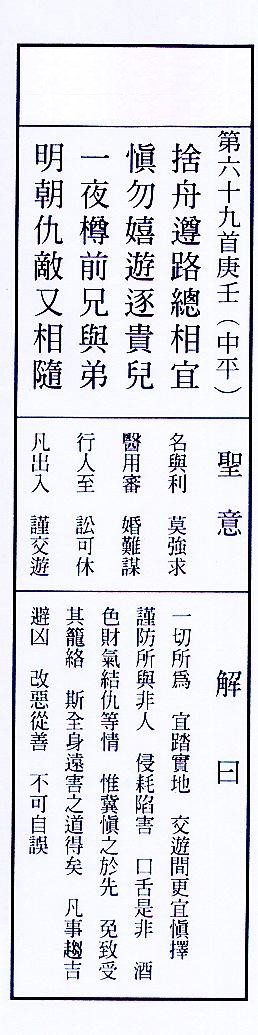 第六十九首庚壬（中平）
捨舟遵路總相宜
慎勿嬉遊逐貴兒
一夜樽前兄與弟
明朝仇敵又相隨
聖意
名與利　莫強求
醫用審　婚難謀
行人至　訟可休
凡出入　謹交遊
解曰
一切所為　宜踏實地　交遊間更宜慎擇
謹防所與非人　侵耗陷害　口舌是非　酒
色財氣結仇等情　惟冀慎之於先　免致受
其籠絡　斯全身遠害之道得矣　凡事趨吉
避凶　改惡從善　不可自誤